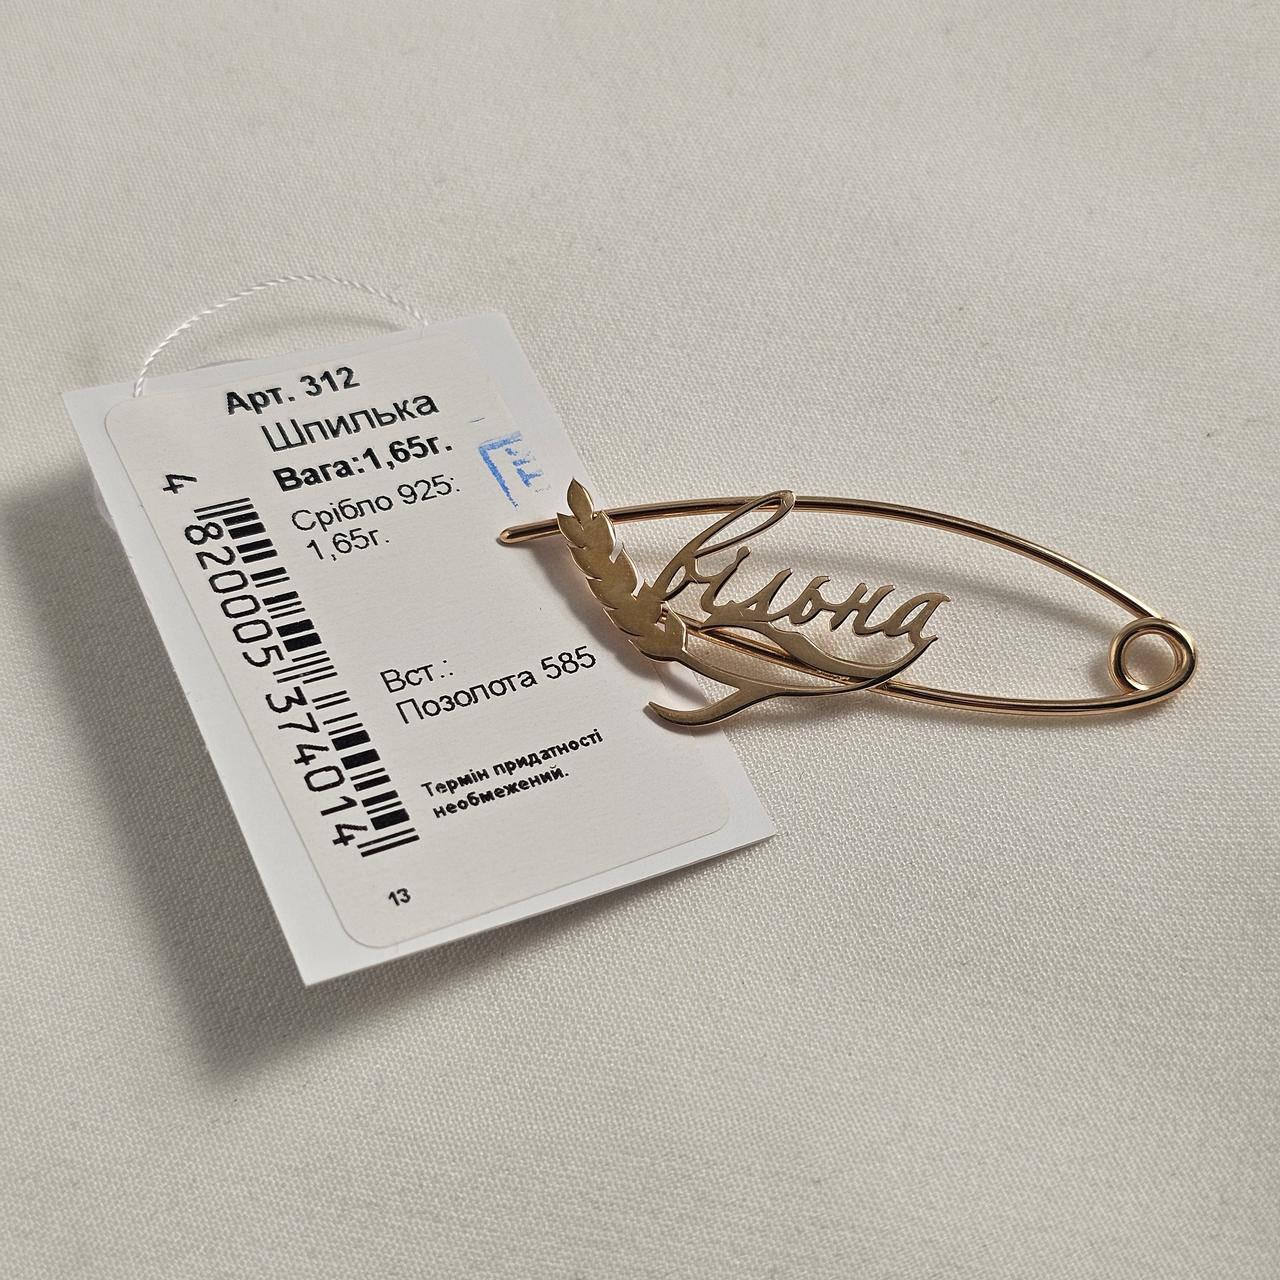 Арт. 312
Шпилька
Вага:1,65г.
Срібло 925:
1,65г.
Вст.:
Позолота 585
Термін придатності
необмежений.
4 820005 374014
13
вільна